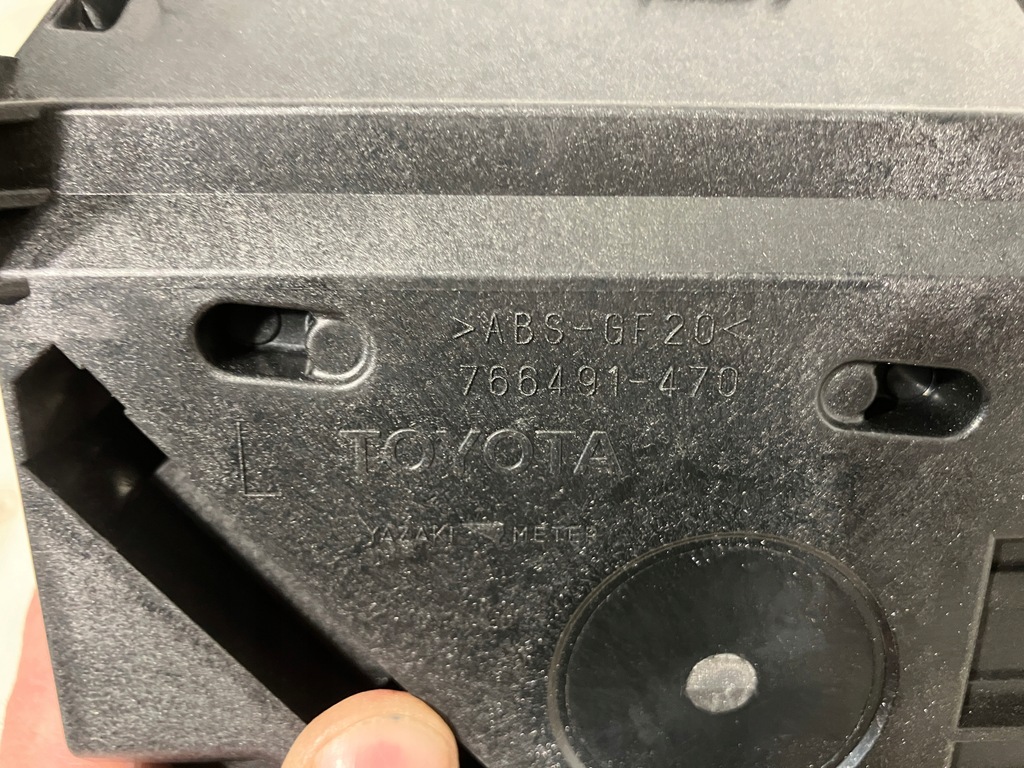 >ABS-GF20<
766491-470
L TOYOTA
YAZAKI METER